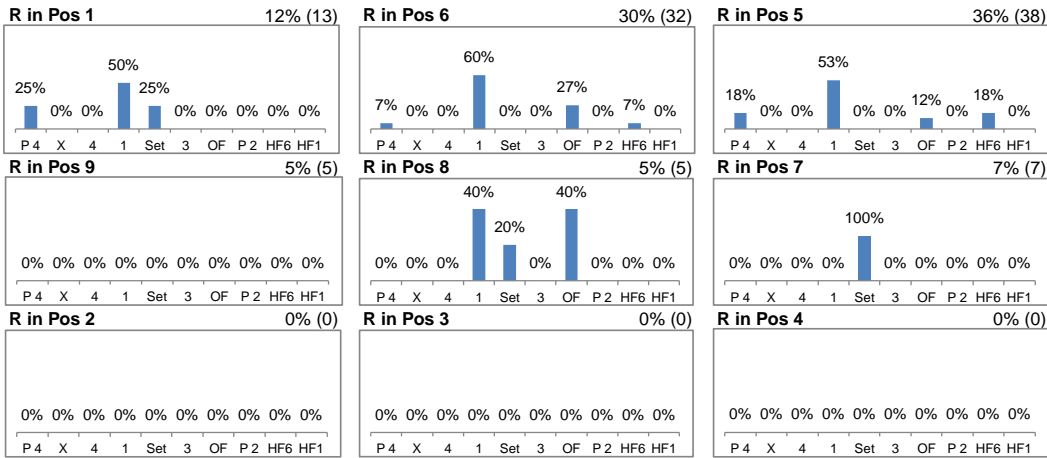 R in Pos 1 12% (13)
25% 0% 0% 50% 25% 0% 0% 0% 0% 0%
P 4 X 4 1 Set 3 OF P 2 HF6 HF1
R in Pos 6 30% (32)
7% 0% 0% 60% 0% 0% 27% 0% 7% 0%
P 4 X 4 1 Set 3 OF P 2 HF6 HF1
R in Pos 5 36% (38)
18% 0% 0% 53% 0% 0% 12% 0% 18% 0%
P 4 X 4 1 Set 3 OF P 2 HF6 HF1
R in Pos 9 5% (5)
0% 0% 0% 0% 0% 0% 0% 0% 0% 0%
P 4 X 4 1 Set 3 OF P 2 HF6 HF1
R in Pos 8 5% (5)
0% 0% 0% 40% 20% 0% 40% 0% 0% 0%
P 4 X 4 1 Set 3 OF P 2 HF6 HF1
R in Pos 7 7% (7)
0% 0% 0% 0% 100% 0% 0% 0% 0% 0%
P 4 X 4 1 Set 3 OF P 2 HF6 HF1
R in Pos 2 0% (0)
0% 0% 0% 0% 0% 0% 0% 0% 0% 0%
P 4 X 4 1 Set 3 OF P 2 HF6 HF1
R in Pos 3 0% (0)
0% 0% 0% 0% 0% 0% 0% 0% 0% 0%
P 4 X 4 1 Set 3 OF P 2 HF6 HF1
R in Pos 4 0% (0)
0% 0% 0% 0% 0% 0% 0% 0% 0% 0%
P 4 X 4 1 Set 3 OF P 2 HF6 HF1